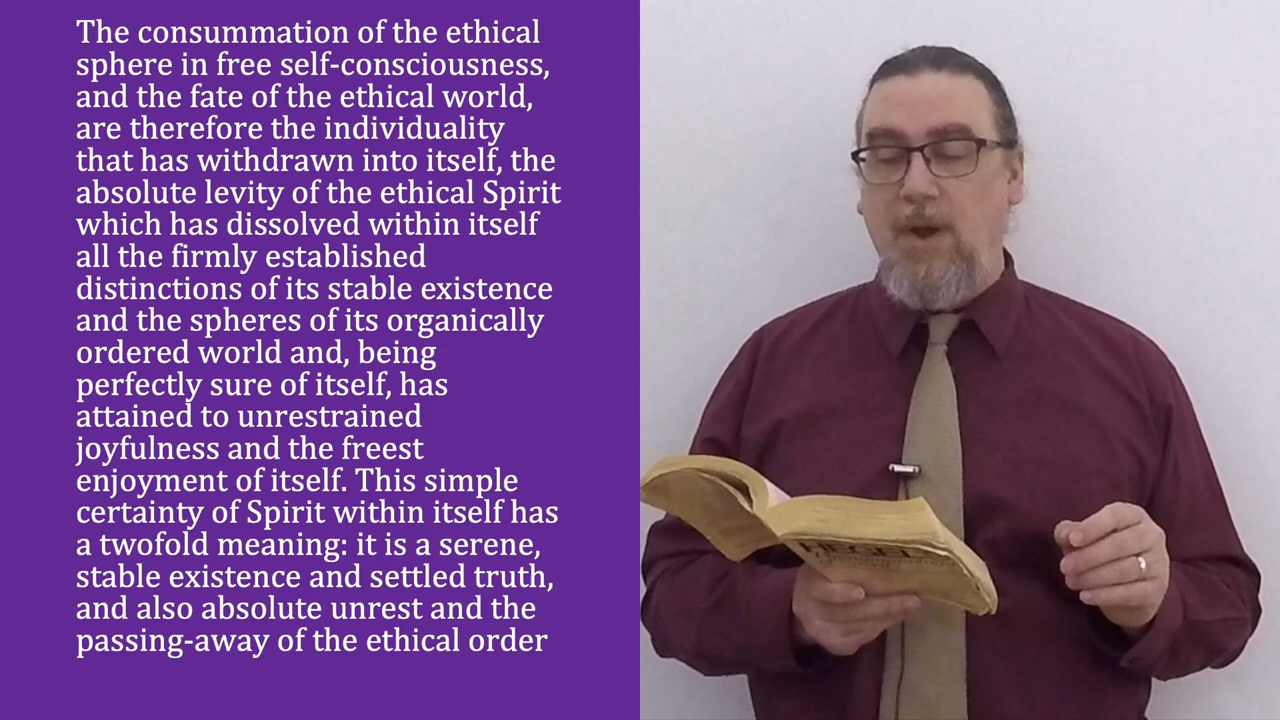 The consummation of the ethical
sphere in free self-consciousness,
and the fate of the ethical world,
are therefore the individuality
that has withdrawn into itself, the
absolute levity of the ethical Spirit
which has dissolved within itself
all the firmly established
distinctions of its stable existence
and the spheres of its organically
ordered world and, being
perfectly sure of itself, has
attained to unrestrained
joyfulness and the freest
enjoyment of itself. This simple
certainty of Spirit within itself has
a twofold meaning: it is a serene,
stable existence and settled truth,
and also absolute unrest and the
passing-away of the ethical order
HEGEL